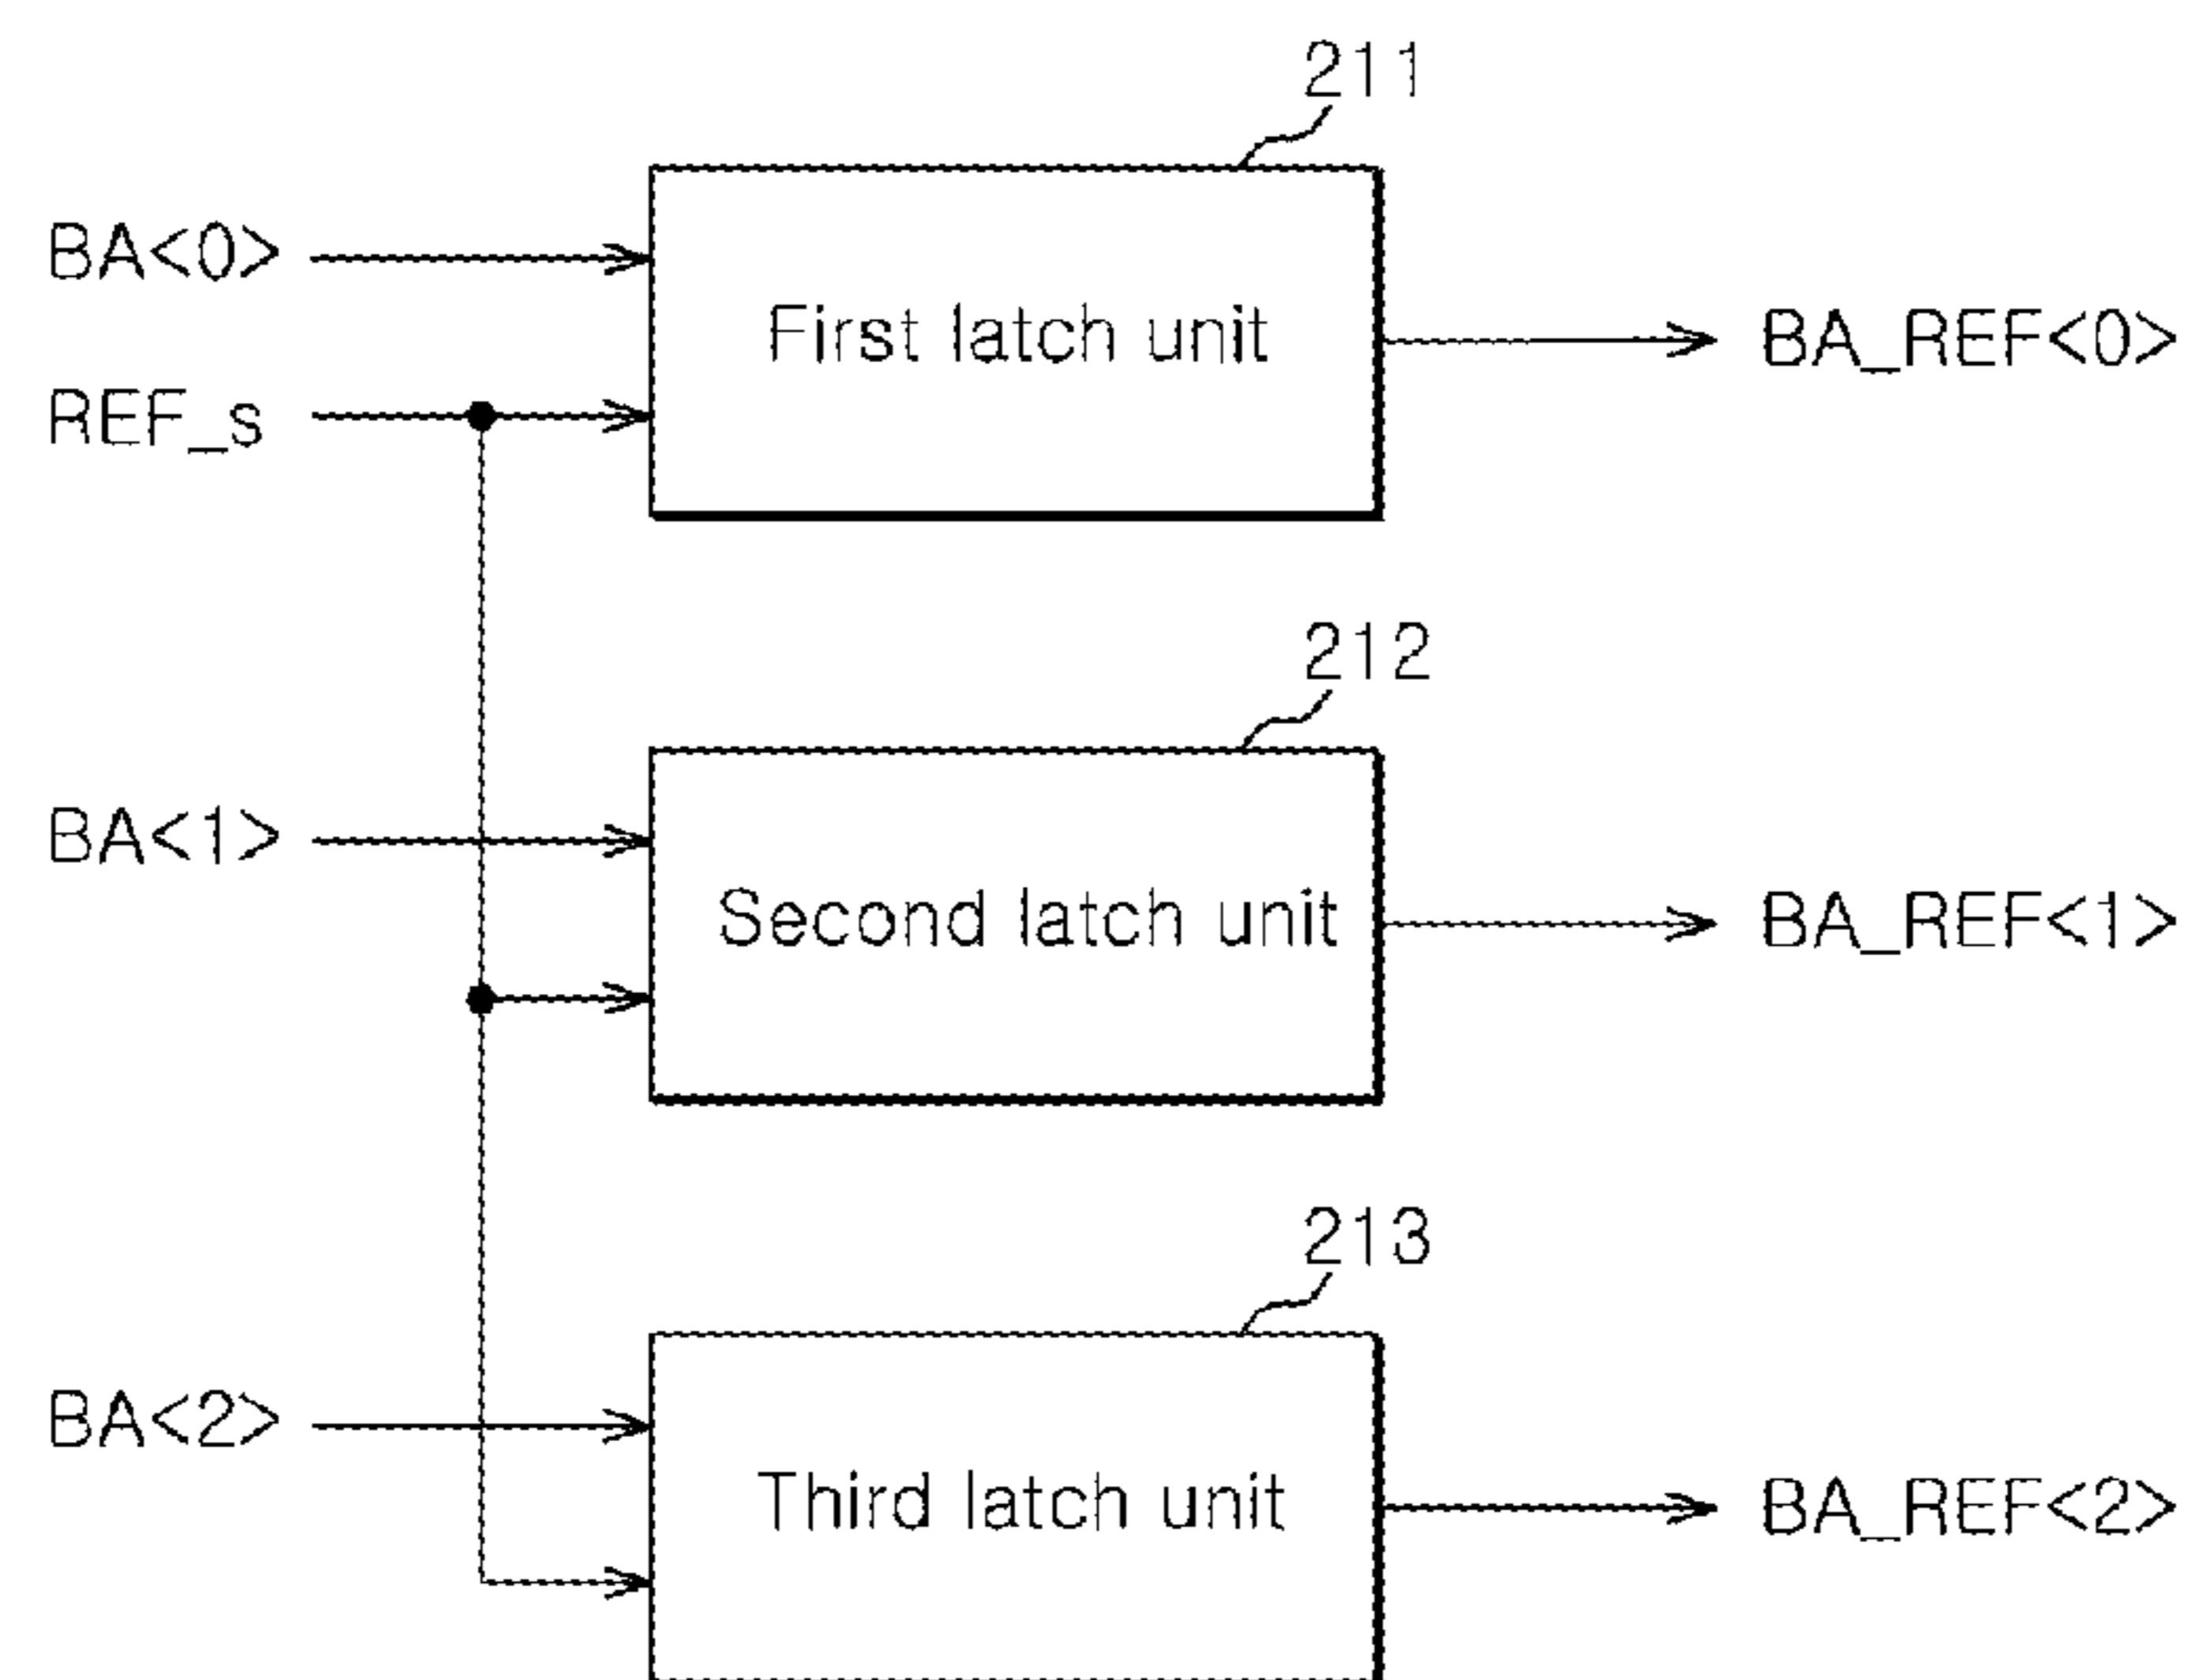 211
BA<0>
First latch unit
BA_REF<0>
REF_s
212
BA<1>
Second latch unit
BA_REF<1>
213
BA<2>
Third latch unit
BA_REF<2>